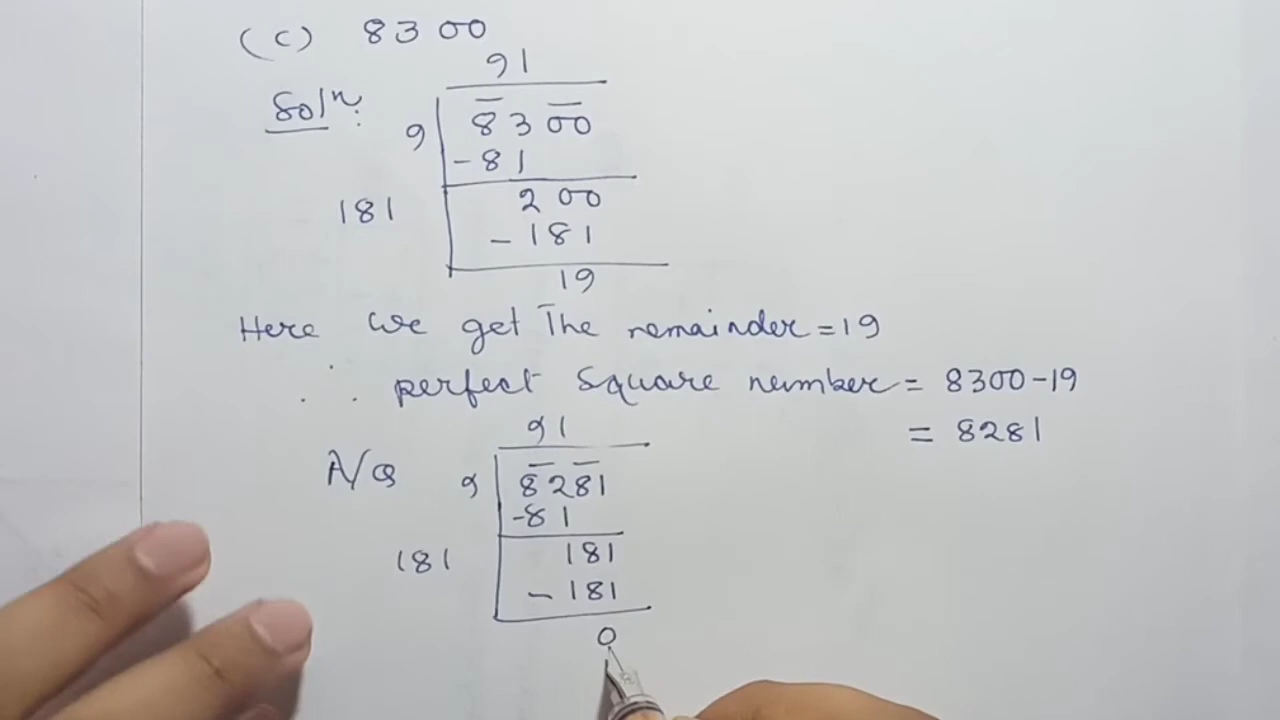 (C) 8300
91
Soln:
9 8300
-81
181 200
-181
19
Here we get The remainder = 19
∴ perfect square number = 8300-19
= 8281
91
A/Q 9 8281
-81
181 181
-181
0